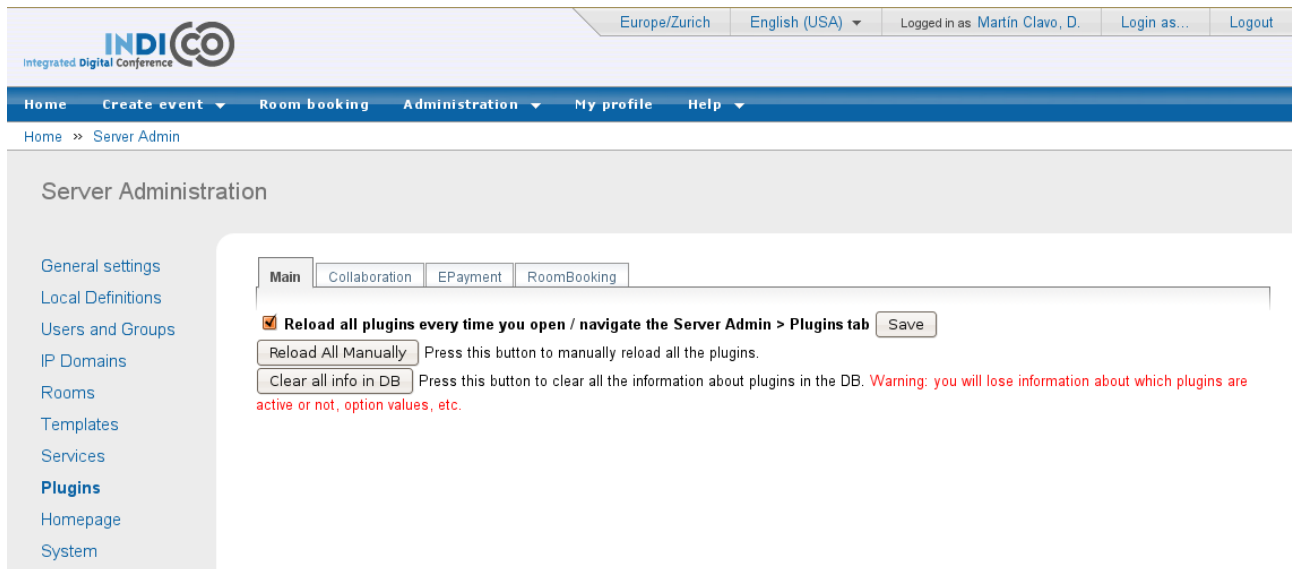 Europe/Zurich English (USA) Logged in as Martín Clavo, D. Login as... Logout
INDICO
Integrated Digital Conference
Home Create event Room booking Administration My profile Help
Home » Server Admin
Server Administration
General settings
Local Definitions
Users and Groups
IP Domains
Rooms
Templates
Services
Plugins
Homepage
System
Main Collaboration EPayment RoomBooking
Reload all plugins every time you open / navigate the Server Admin > Plugins tab Save
Reload All Manually Press this button to manually reload all the plugins.
Clear all info in DB Press this button to clear all the information about plugins in the DB. Warning: you will lose information about which plugins are
active or not, option values, etc.